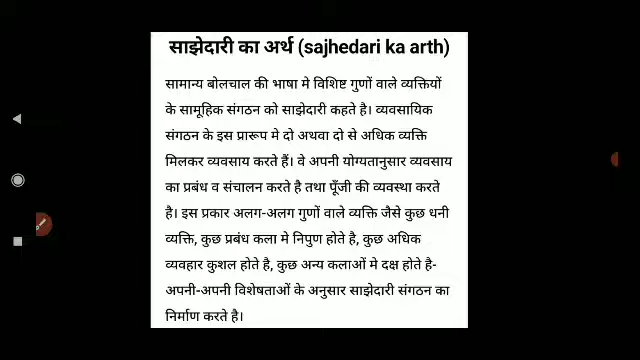 साझेदारी का अर्थ (sajhedari ka arth)
सामान्य बोलचाल की भाषा मे विशिष्ट गुणों वाले व्यक्तियों
के सामूहिक संगठन को साझेदारी कहते है। व्यवसायिक
संगठन के इस प्रारूप मे दो अथवा दो से अधिक व्यक्ति
मिलकर व्यवसाय करते हैं। वे अपनी योग्यतानुसार व्यवसाय
का प्रबंध व संचालन करते है तथा पूँजी की व्यवस्था करते
है। इस प्रकार अलग-अलग गुणों वाले व्यक्ति जैसे कुछ धनी
व्यक्ति, कुछ प्रबंध कला मे निपुण होते है, कुछ अधिक
व्यवहार कुशल होते है, कुछ अन्य कलाओं मे दक्ष होते है-
अपनी-अपनी विशेषताओं के अनुसार साझेदारी संगठन का
निर्माण करते है।